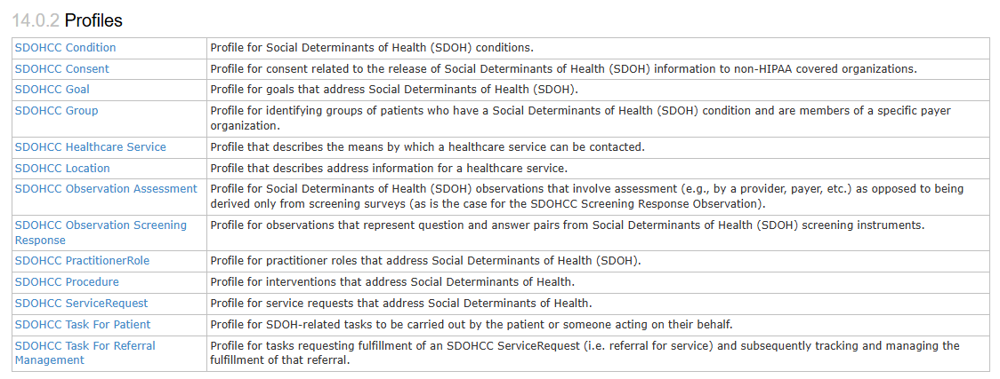 14.0.2 Profiles
SDOHCC Condition Profile for Social Determinants of Health (SDOH) conditions.
SDOHCC Consent Profile for consent related to the release of Social Determinants of Health (SDOH) information to non-HIPAA covered organizations.
SDOHCC Goal Profile for goals that address Social Determinants of Health (SDOH).
SDOHCC Group Profile for identifying groups of patients who have a Social Determinants of Health (SDOH) condition and are members of a specific payer
organization.
SDOHCC Healthcare Service Profile that describes the means by which a healthcare service can be contacted.
SDOHCC Location Profile that describes address information for a healthcare service.
SDOHCC Observation Assessment Profile for Social Determinants of Health (SDOH) observations that involve assessment (e.g., by a provider, payer, etc.) as opposed to being
derived only from screening surveys (as is the case for the SDOHCC Screening Response Observation).
SDOHCC Observation Screening
Response
Profile for observations that represent question and answer pairs from Social Determinants of Health (SDOH) screening instruments.
SDOHCC PractitionerRole Profile for practitioner roles that address Social Determinants of Health (SDOH).
SDOHCC Procedure Profile for interventions that address Social Determinants of Health.
SDOHCC ServiceRequest Profile for service requests that address Social Determinants of Health.
SDOHCC Task For Patient Profile for SDOH-related tasks to be carried out by the patient or someone acting on their behalf.
SDOHCC Task For Referral
Management
Profile for tasks requesting fulfillment of an SDOHCC ServiceRequest (i.e. referral for service) and subsequently tracking and managing the
fulfillment of that referral.